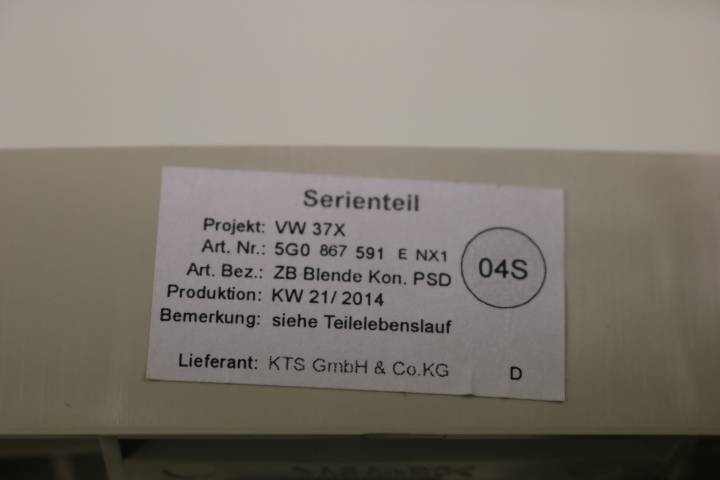 Serienteil
Projekt: VW 37X
Art. Nr.: 5G0 867 591 E NX1
Art. Bez.: ZB Blende Kon. PSD
04S
Produktion: KW 21/ 2014
Bemerkung: siehe Teilelebenslauf
Lieferant: KTS GmbH & Co.KG D